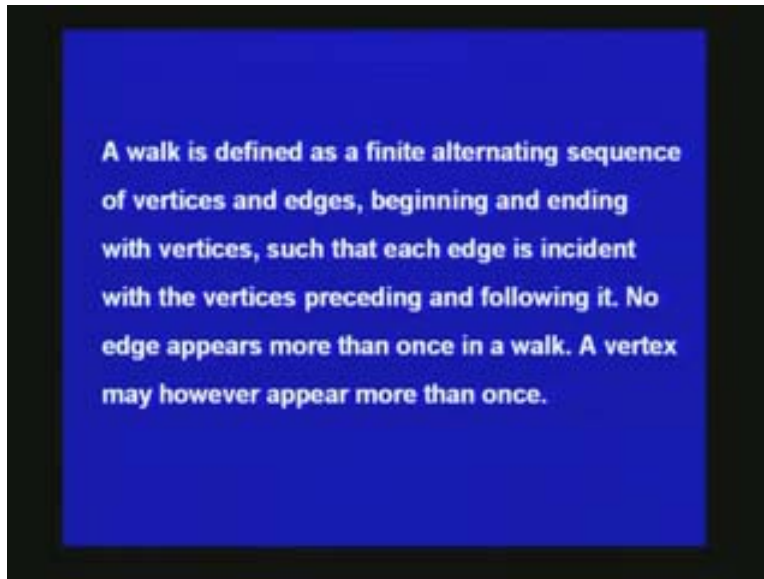 A walk is defined as a finite alternating sequence
of vertices and edges, beginning and ending
with vertices, such that each edge is incident
with the vertices preceding and following it. No
edge appears more than once in a walk. A vertex
may however appear more than once.